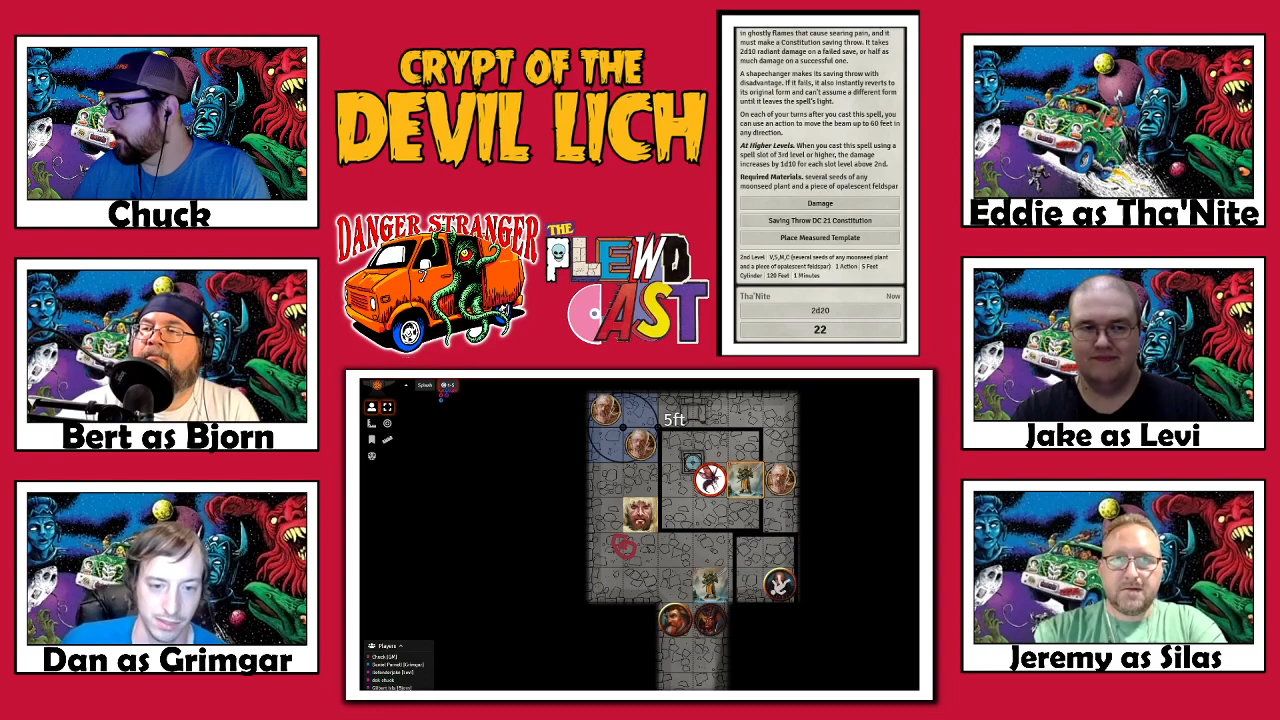 CRYPT OF THE
DEVIL LICH
DANGER STRANGER
THE
PLEWD
CAST
Chuck
Bert as Bjorn
Dan as Grimgar
Eddie as Tha'Nite
Jake as Levi
Jeremy as Silas
in ghostly flames that cause searing pain, and it
must make a Constitution saving throw. It takes
2d10 radiant damage on a failed save, or half as
much damage on a successful one.
A shapechanger makes its saving throw with
disadvantage. If it fails, it also instantly reverts to
its original form and can't assume a different form
until it leaves the spell's light.
On each of your turns after you cast this spell, you
can use an action to move the beam up to 60 feet in
any direction.
At Higher Levels. When you cast this spell using a
spell slot of 3rd level or higher, the damage
increases by 1d10 for each slot level above 2nd.
Required Materials. several seeds of any
moonseed plant and a piece of opalescent feldspar
Damage
Saving Throw DC 21 Constitution
Place Measured Template
2nd Level V,S,M,C (several seeds of any moonseed plant
and a piece of opalescent feldspar) 1 Action 5 Feet
Cylinder 120 Feet 1 Minutes
Tha'Nite Now
2d20
22
Splash
5ft
Players
Chuck [GM]